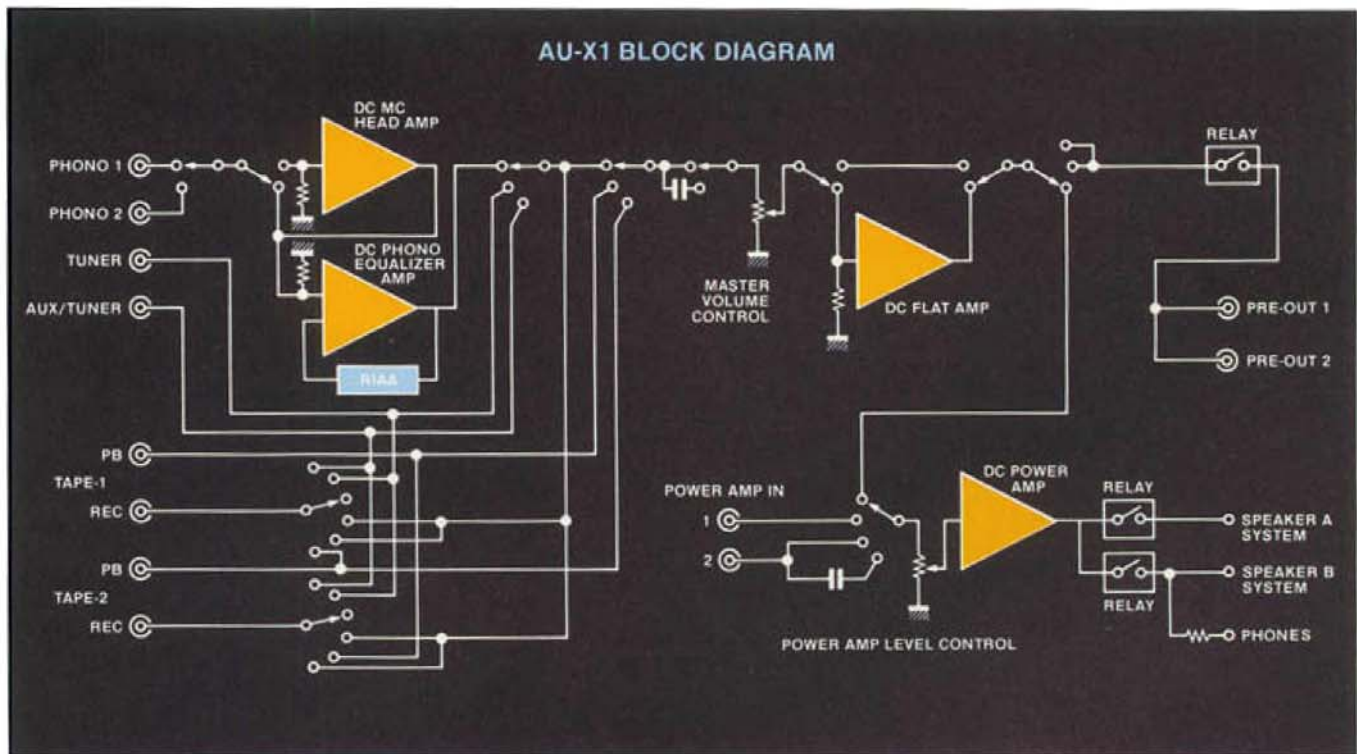 AU-X1 BLOCK DIAGRAM
DC MC
HEAD AMP
PHONO 1
PHONO 2
TUNER
AUX/TUNER
DC PHONO
EQUALIZER
AMP
RIAA
MASTER
VOLUME
CONTROL
DC FLAT AMP
RELAY
PRE-OUT 1
PRE-OUT 2
PB
TAPE-1
REC
PB
TAPE-2
REC
POWER AMP IN
1
2
POWER AMP LEVEL CONTROL
DC POWER
AMP
RELAY
RELAY
SPEAKER A
SYSTEM
SPEAKER B
SYSTEM
PHONES